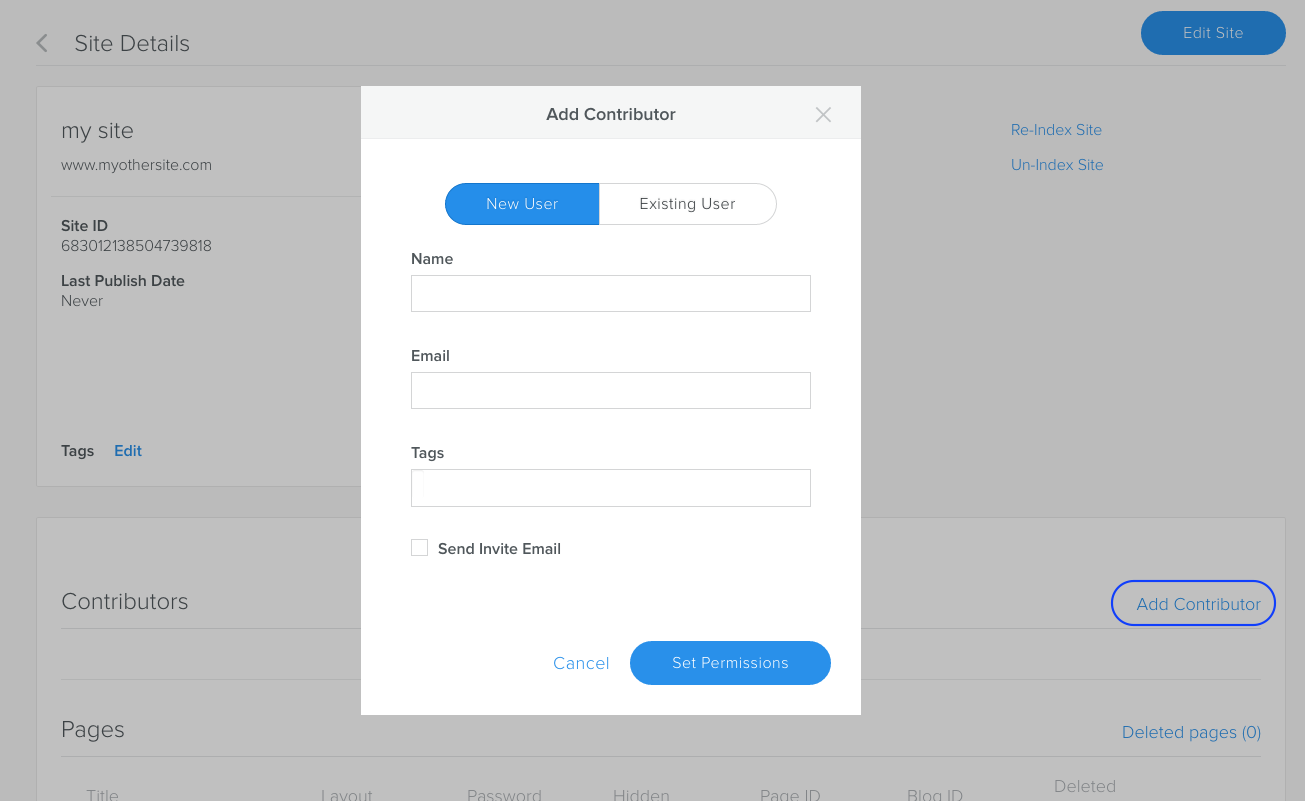 Site Details
Edit Site
Add Contributor
my site
www.myothersite.com
Re-Index Site
Un-Index Site
New User
Existing User
Site ID
683012138504739818
Last Publish Date
Never
Name
Email
Tags
Edit
Tags
Send Invite Email
Contributors
Add Contributor
Cancel
Set Permissions
Pages
Deleted pages (0)
Title
Layout
Password
Hidden
Page ID
Blog ID
Deleted